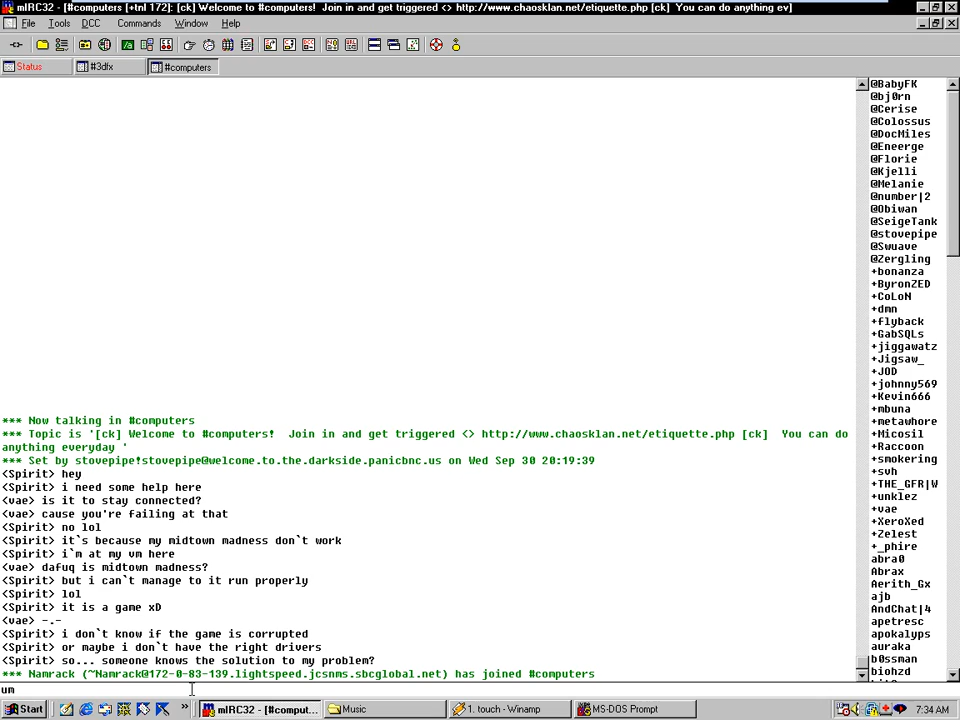 mIRC32 - [#computers [+tnl 172]: [ck] Welcome to #computers!  Join in and get triggered <> http://www.chaosklan.net/etiquette.php [ck]  You can do anything ev]
File Tools DCC Commands Window Help
Status #3dfx #computers
*** Now talking in #computers
*** Topic is '[ck] Welcome to #computers!  Join in and get triggered <> http://www.chaosklan.net/etiquette.php [ck]  You can do
anything everyday '
*** Set by stovepipe!stovepipe@welcome.to.the.darkside.panicbnc.us on Wed Sep 30 20:19:39
<Spirit> hey
<Spirit> i need some help here
<vae> is it to stay connected?
<vae> cause you're failing at that
<Spirit> no lol
<Spirit> it`s because my midtown madness don`t work
<Spirit> i`m at my vm here
<vae> dafuq is midtown madness?
<Spirit> but i can`t manage to it run properly
<Spirit> lol
<Spirit> it is a game xD
<vae> -.-
<Spirit> i don`t know if the game is corrupted
<Spirit> or maybe i don`t have the right drivers
<Spirit> so... someone knows the solution to my problem?
*** Namrack (~Namrack@172-0-83-139.lightspeed.jcsnms.sbcglobal.net) has joined #computers
um
@BabyFK
@bj0rn
@Cerise
@Colossus
@DocMiles
@Eneerge
@Florie
@Kjelli
@Melanie
@number|2
@Obiwan
@SeigeTank
@stovepipe
@Swuave
@Zergling
+bonanza
+ByronZED
+CoLoN
+dmn
+flyback
+GabSQLs
+jiggawatz
+Jigsaw_
+JOD
+johnny569
+Kevin666
+mbuna
+metawhore
+Micosil
+Raccoon
+smokering
+svh
+THE_GFR|W
+unklez
+vae
+XeroXed
+Zelest
+_phire
abra0
Abrax
Aerith_Gx
ajb
AndChat|4
apetresc
apokalyps
auraka
b0ssman
biohzd
Start mIRC32 - [#comput... Music 1. touch - Winamp MS-DOS Prompt 7:34 AM